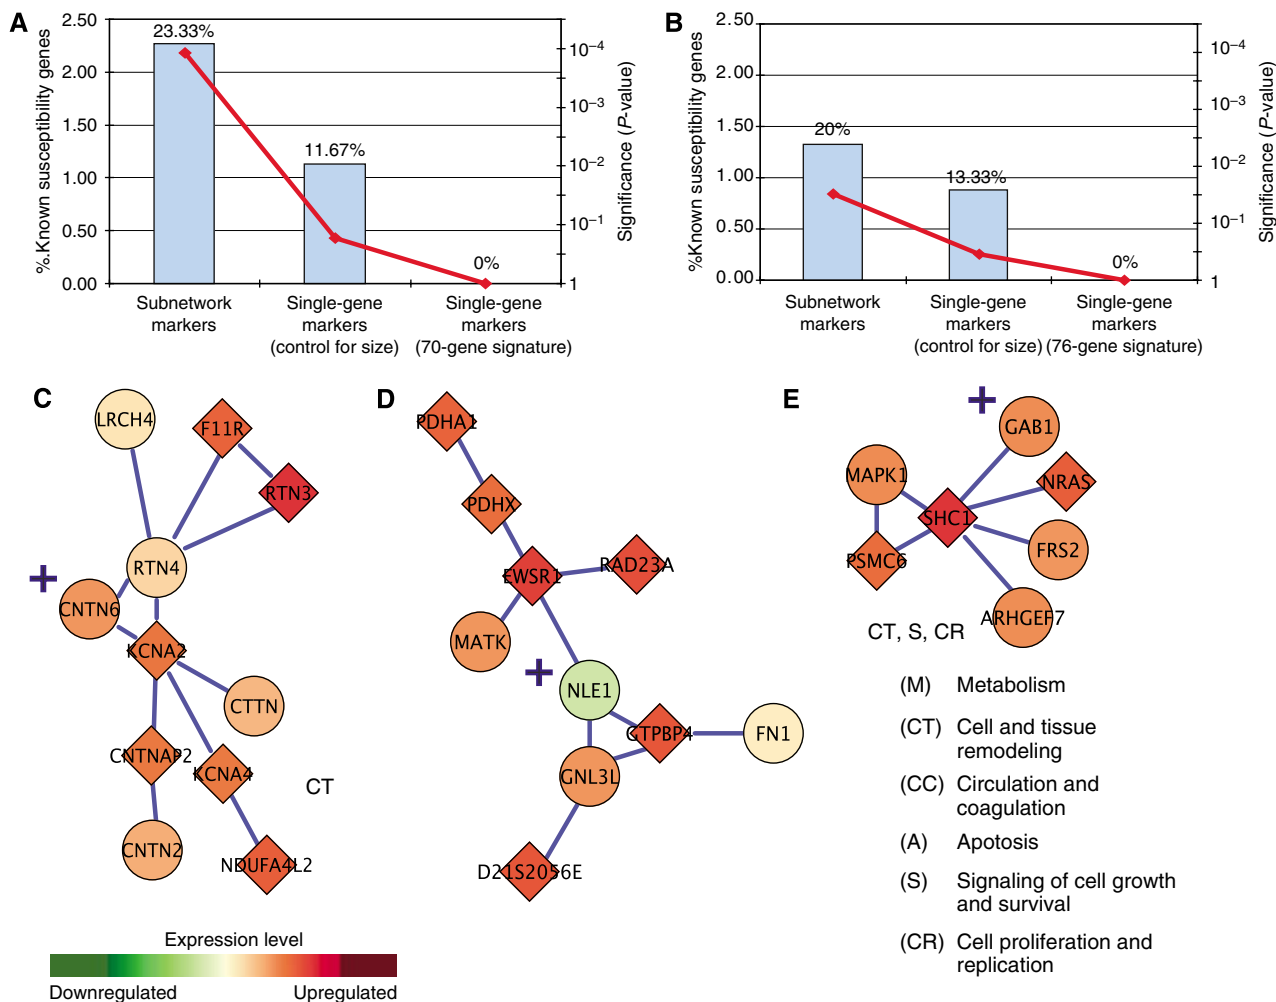 A
%.Known susceptibility genes
2.50
2.00
1.50
1.00
0.50
0.00
23.33%
11.67%
0%
10–4
10–3
10–2
10–1
1
Significance (P-value)
Subnetwork
markers
Single-gene
markers
(control for size)
Single-gene
markers
(70-gene signature)
B
%Known susceptibility genes
2.50
2.00
1.50
1.00
0.50
0.00
20%
13.33%
0%
10–4
10–3
10–2
10–1
1
Significance (P-value)
Subnetwork
markers
Single-gene
markers
(control for size)
Single-gene
markers
(76-gene signature)
C
LRCH4
F11R
RTN3
RTN4
CNTN6
KCNA2
CTTN
CNTNAP2
KCNA4
CT
CNTN2
NDUFA4L2
D
PDHA1
PDHX
EWSR1
RAD23A
MATK
NLE1
GTPBP4
FN1
GNL3L
D21S2056E
E
GAB1
MAPK1
NRAS
SHC1
FRS2
PSMC6
ARHGEF7
CT, S, CR
(M) Metabolism
(CT) Cell and tissue
remodeling
(CC) Circulation and
coagulation
(A) Apotosis
(S) Signaling of cell growth
and survival
(CR) Cell proliferation and
replication
Expression level
Downregulated
Upregulated